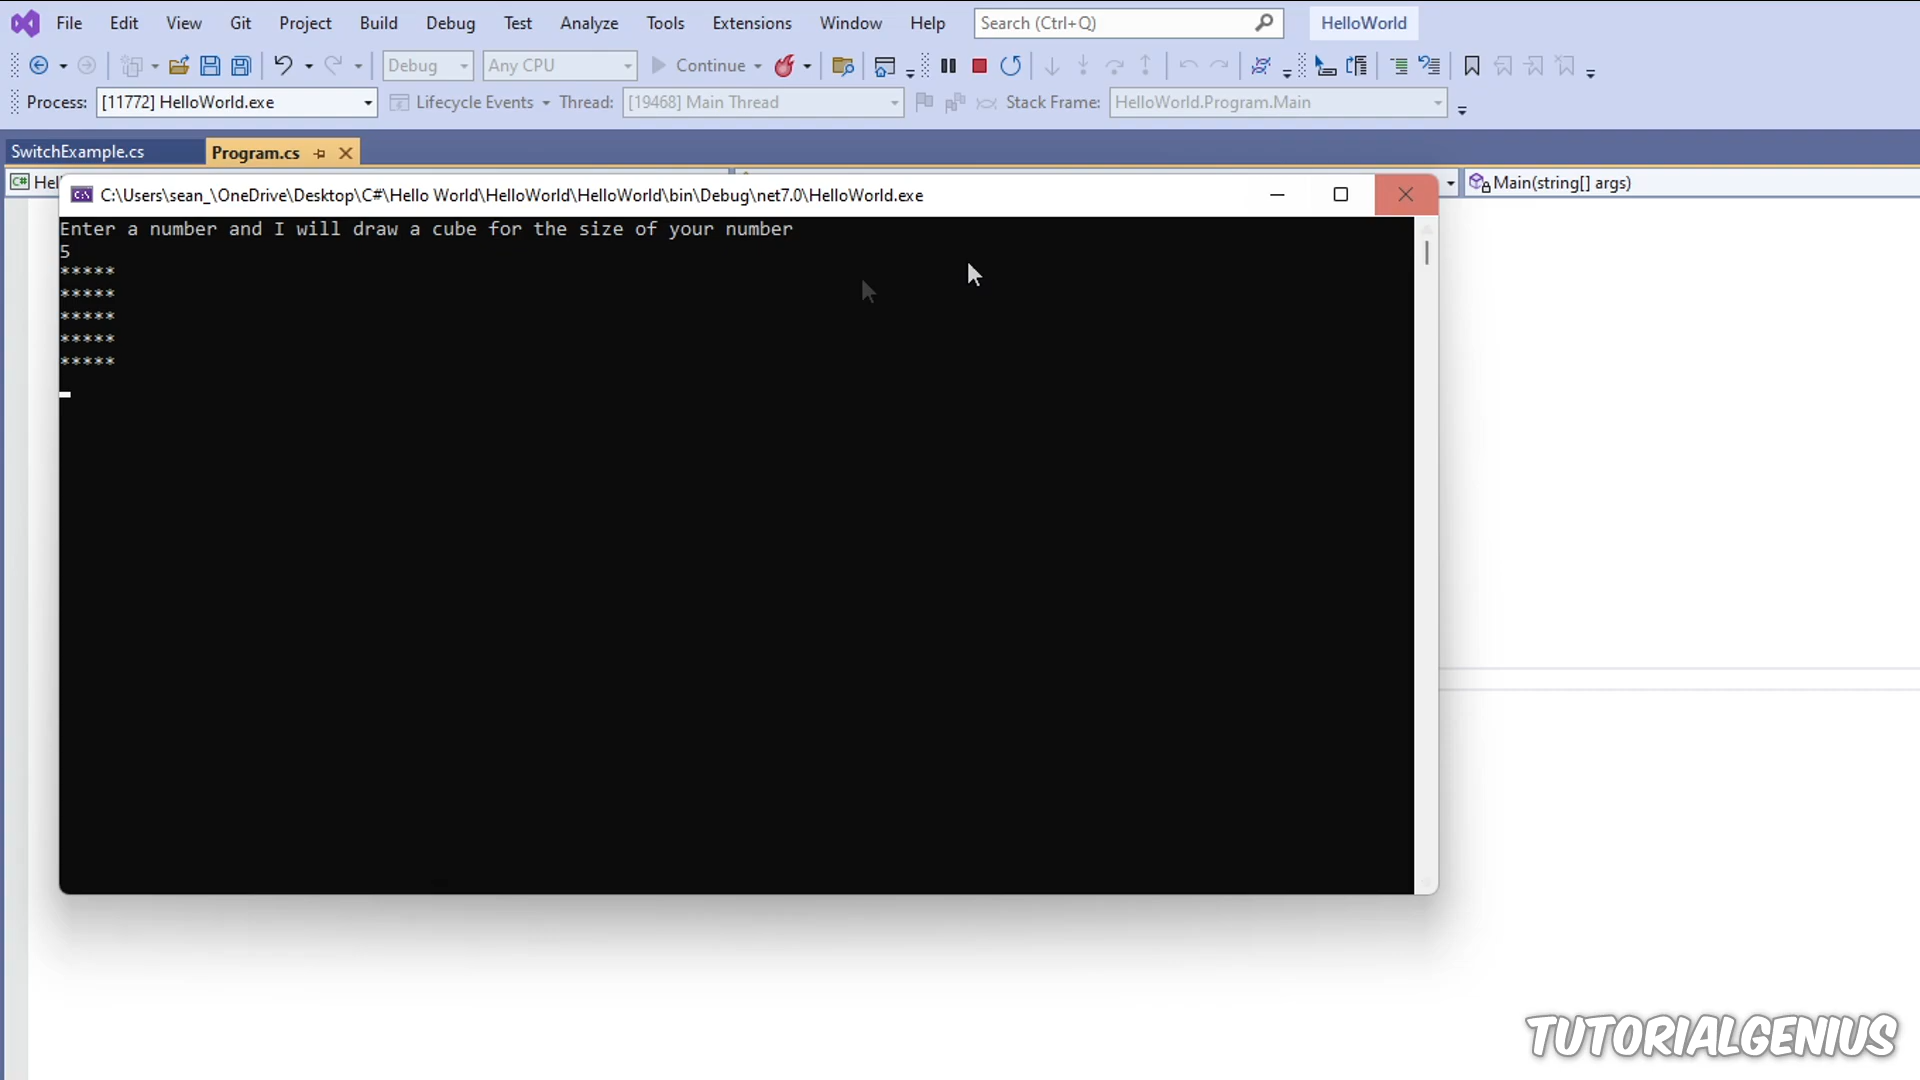 File Edit View Git Project Build Debug Test Analyze Tools Extensions Window Help Search (Ctrl+Q) HelloWorld
Debug Any CPU Continue
Process: [11772] HelloWorld.exe Lifecycle Events Thread: [19468] Main Thread Stack Frame: HelloWorld.Program.Main
SwitchExample.cs Program.cs
C# Hel Main(string[] args)
C:\Users\sean_\OneDrive\Desktop\C#\Hello World\HelloWorld\HelloWorld\bin\Debug\net7.0\HelloWorld.exe
Enter a number and I will draw a cube for the size of your number
5
*****
*****
*****
*****
*****
TUTORIALGENIUS